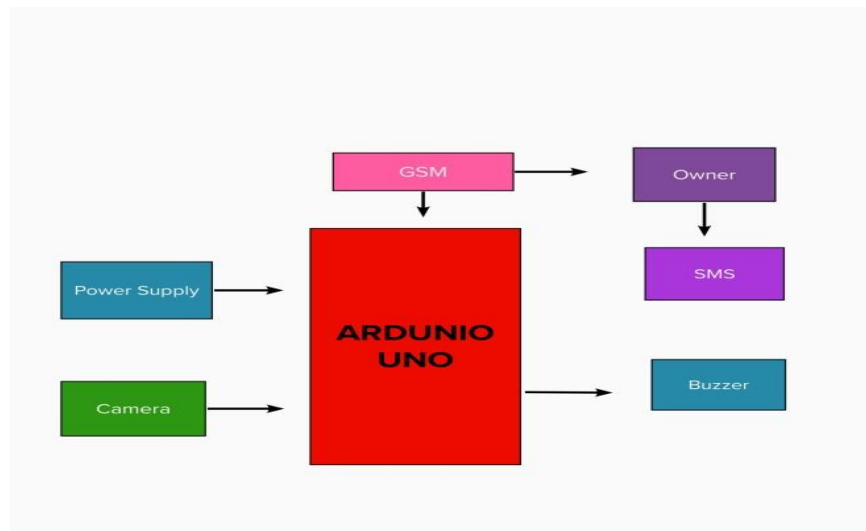 GSM
Owner
Power Supply
SMS
ARDUNIO
UNO
Camera
Buzzer